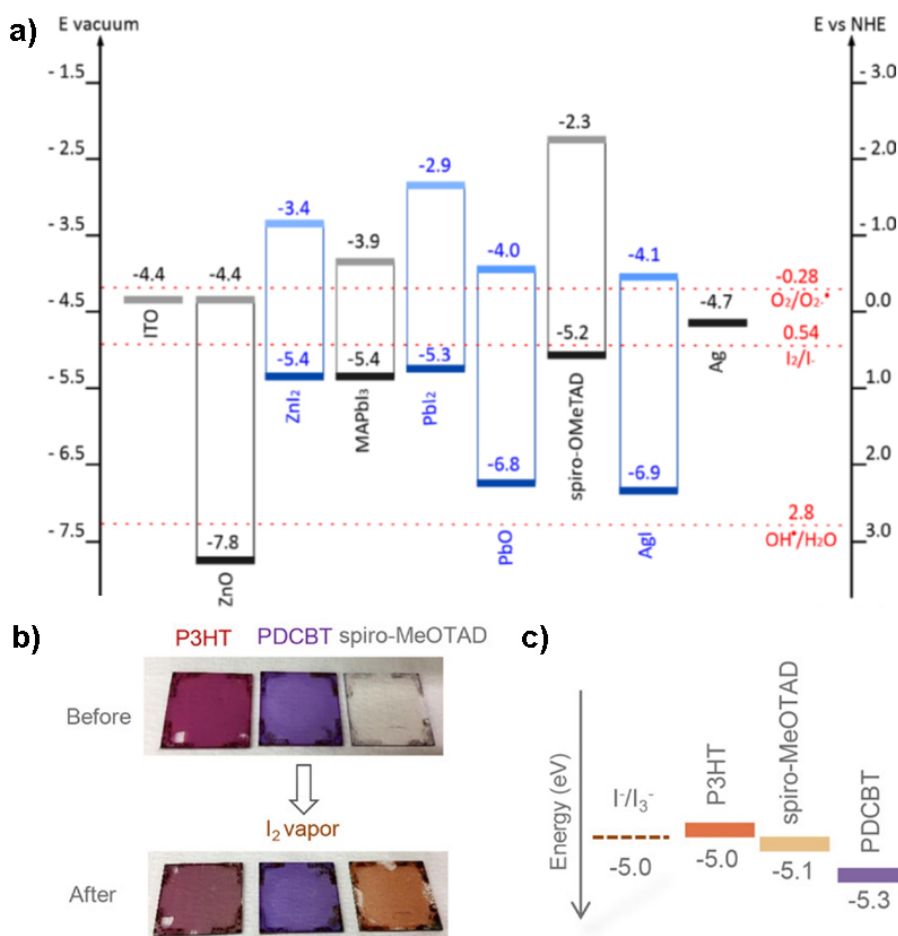 a)
E vacuum
E vs NHE
- 1.5
- 2.5
- 3.5
- 4.5
- 5.5
- 6.5
- 7.5
- 3.0
- 2.0
- 1.0
0.0
1.0
2.0
3.0
-4.4
ITO
-4.4
-7.8
ZnO
-3.4
-5.4
ZnI2
-3.9
-5.4
MAPbI3
-2.9
-5.3
PbI2
-4.0
-6.8
PbO
-2.3
-5.2
spiro-OMeTAD
-4.1
-6.9
AgI
-4.7
Ag
-0.28
O2/O2-•
0.54
I2/I-
2.8
OH•/H2O
b)
P3HT PDCBT spiro-MeOTAD
Before
I2 vapor
After
c)
Energy (eV)
I-/I3-
-5.0
P3HT
-5.0
spiro-MeOTAD
-5.1
PDCBT
-5.3